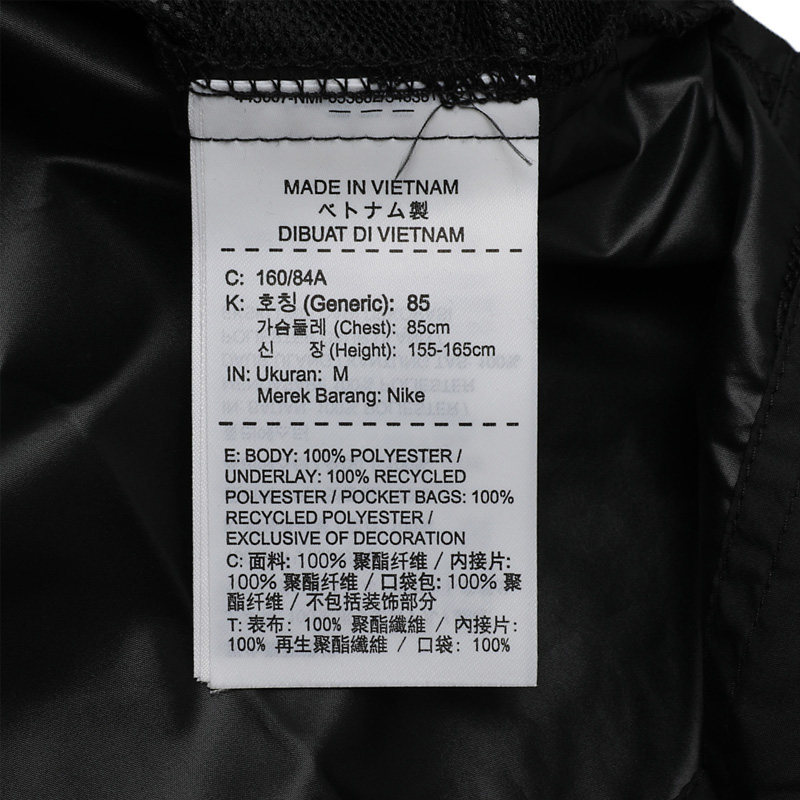 MADE IN VIETNAM
ベトナム製
DIBUAT DI VIETNAM
C: 160/84A
K: 호칭 (Generic): 85
가슴둘레 (Chest): 85cm
신 장 (Height): 155-165cm
IN: Ukuran: M
Merek Barang: Nike
E: BODY: 100% POLYESTER /
UNDERLAY: 100% RECYCLED
POLYESTER / POCKET BAGS: 100%
RECYCLED POLYESTER /
EXCLUSIVE OF DECORATION
C: 面料: 100% 聚酯纤维 / 内接片:
100% 聚酯纤维 / 口袋包: 100% 聚
酯纤维 / 不包括装饰部分
T: 表布: 100% 聚酯纖維 / 內接片:
100% 再生聚酯纖維 / 口袋: 100%